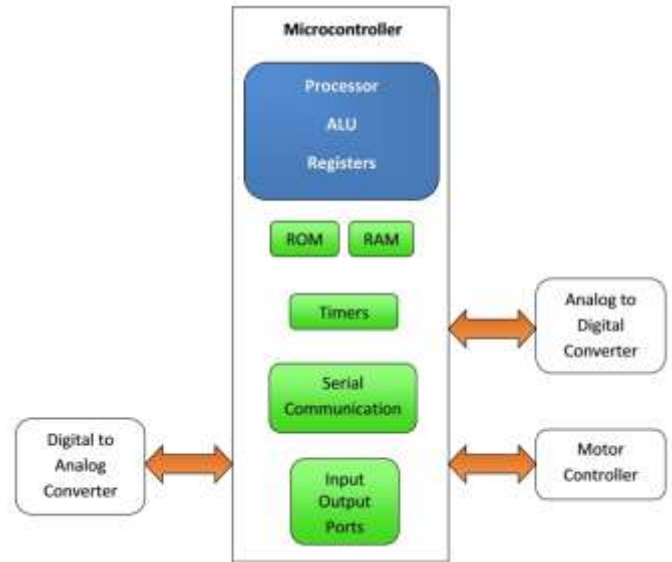 Microcontroller
Processor
ALU
Registers
ROM
RAM
Timers
Serial
Communication
Input
Output
Ports
Analog to
Digital
Converter
Digital to
Analog
Converter
Motor
Controller